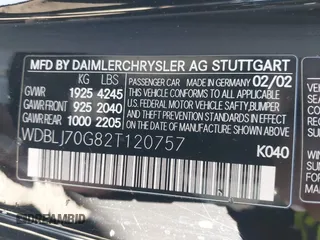 MFD BY DAIMLERCHRYSLER AG STUTTGART
KG LBS PASSENGER CAR MADE IN GERMANY 02/02
GVWR 1925 4245 THIS VEHICLE CONFORMS TO ALL APPLICABLE
GAWR FRONT 925 2040 U.S. FEDERAL MOTOR VEHICLE SAFETY, BUMPER,
GAWR REAR 1000 2205 AND THEFT PREVENTION STANDARDS IN EFFECT
ON THE DATE OF MANUFACTURE SHOWN ABOVE.
WDBLJ70G82T120757 K040